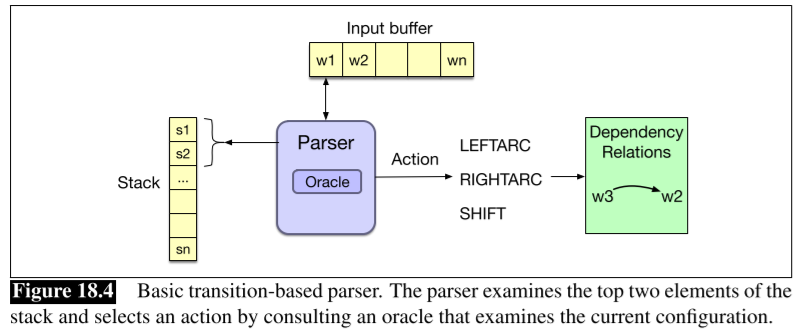 Input buffer
w1 w2 wn
s1
s2
...
sn
Stack
Parser
Oracle
Action
LEFTARC
RIGHTARC
SHIFT
Dependency
Relations
w3 w2
Figure 18.4 Basic transition-based parser. The parser examines the top two elements of the
stack and selects an action by consulting an oracle that examines the current configuration.